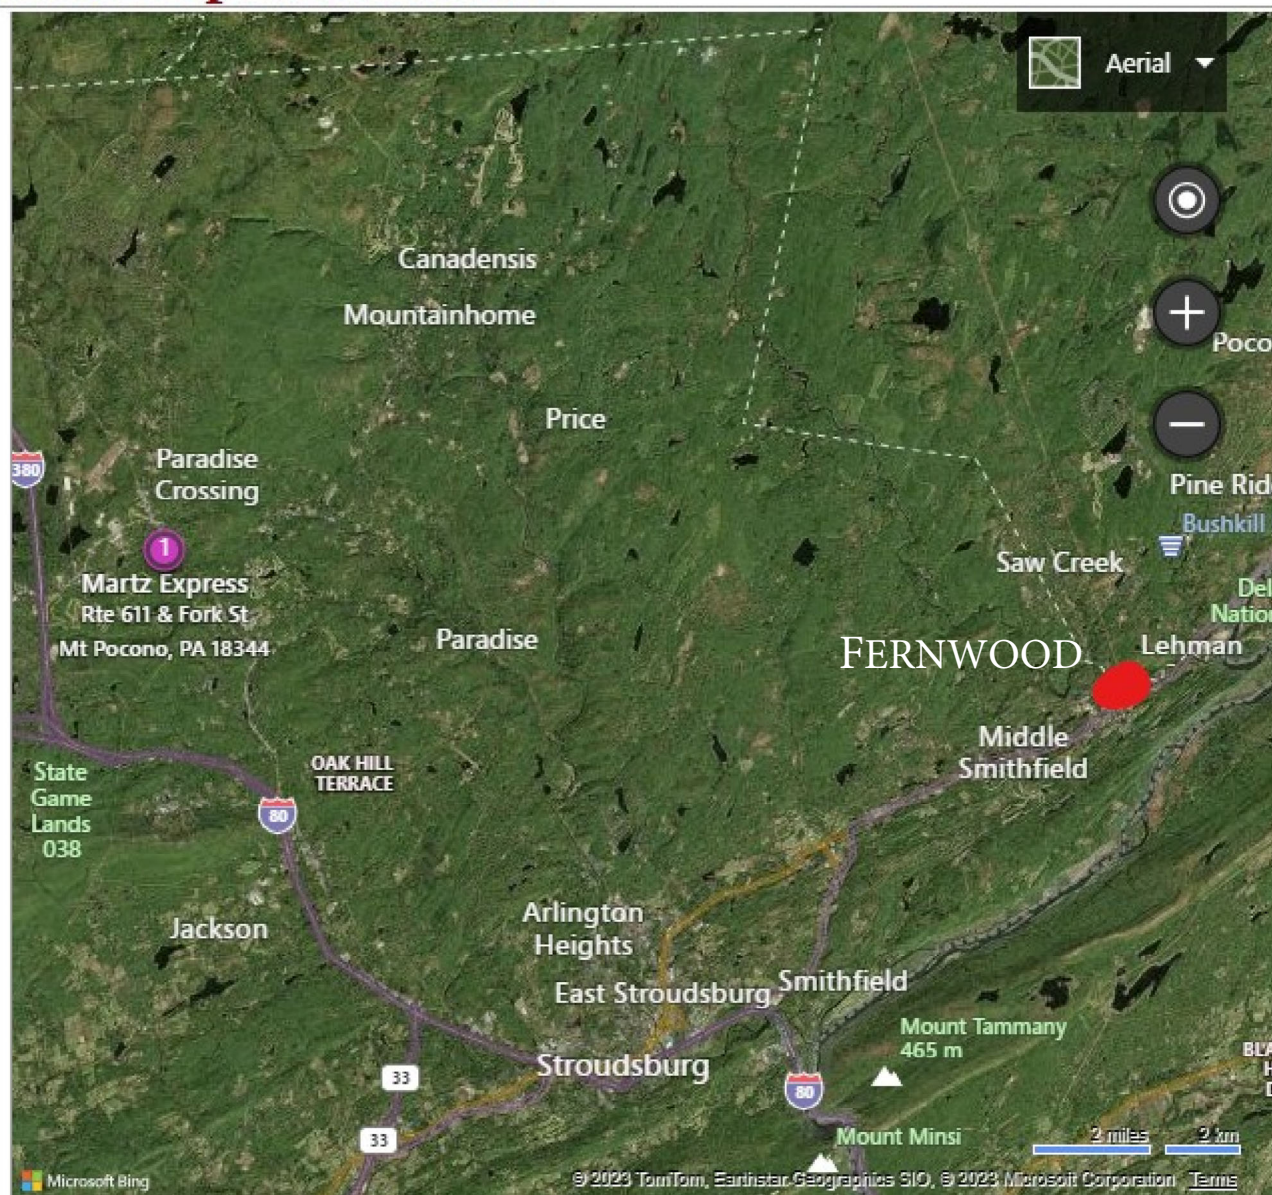 Aerial
Canadensis
Mountainhome
Poco
Price
380
Paradise
Crossing
Pine Rid
Bushkill
1
Martz Express
Rte 611 & Fork St
Mt Pocono, PA 18344
Saw Creek
Del
Nation
Paradise
FERNWOOD
Lehman
Middle
Smithfield
OAK HILL
TERRACE
State
Game
Lands
038
80
Jackson
Arlington
Heights
East Stroudsburg
Smithfield
Mount Tammany
465 m
Stroudsburg
BLA
H
D
33
80
33
Mount Minsi
2 miles
2 km
Microsoft Bing
© 2023 TomTom, Earthstar Geographics SIO, © 2023 Microsoft Corporation Terms